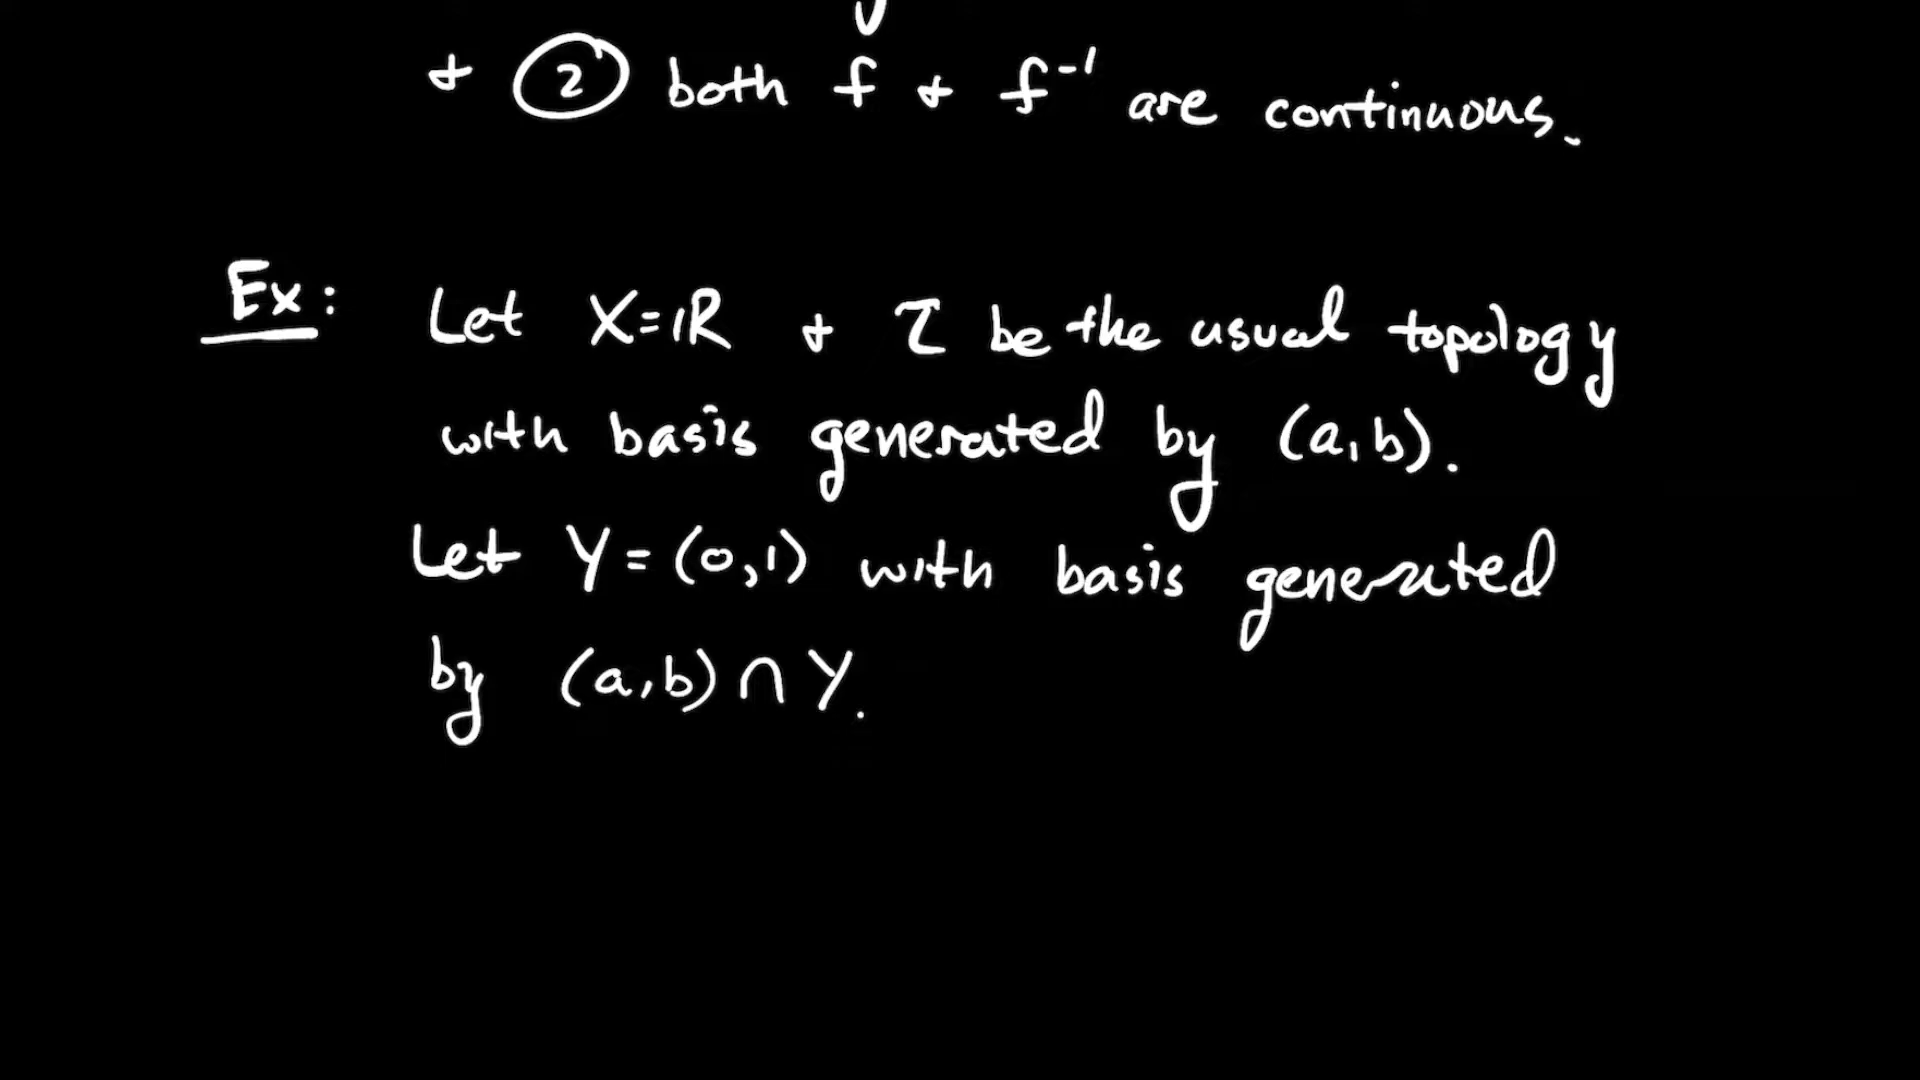 & ② both f & f⁻¹ are continuous.
Ex: Let X=ℝ & τ be the usual topology
with basis generated by (a,b).
Let Y=(0,1) with basis generated
by (a,b)∩Y.